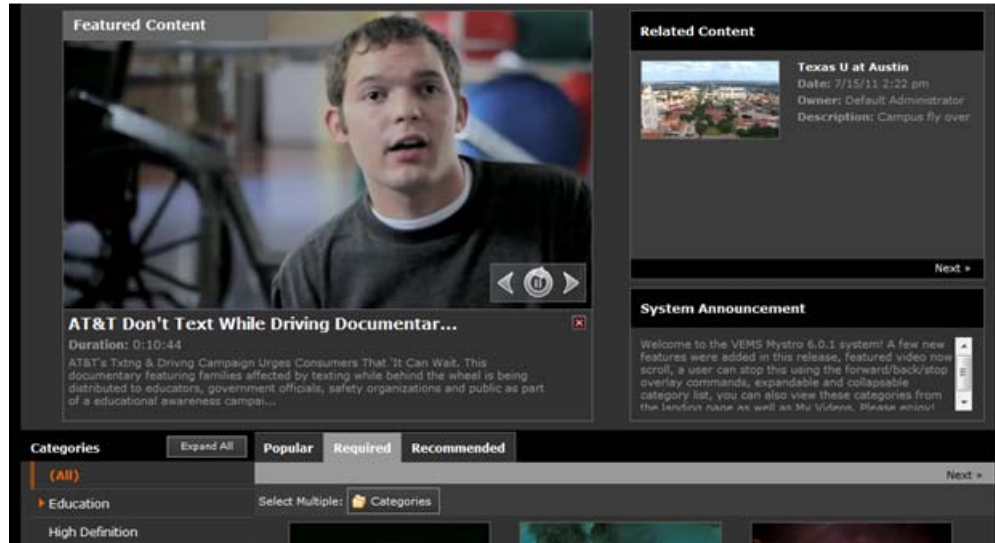 Featured Content
AT&T Don't Text While Driving Documentar...
Duration: 0:10:44
AT&T's Txtng & Drivng Campaign Urges Consumers That 'It Can Wait. This
documentary featuring families affected by texting while behind the wheel is being
distributed to educators, government officials, safety organizations and public as part
of a educational awareness campai...
Related Content
Texas U at Austin
Date: 7/15/11 2:22 pm
Owner: Default Administrator
Description: Campus fly over
Next »
System Announcement
Welcome to the VEMS Mystro 6.0.1 system! A few new
features were added in this release, featured video now
scroll, a user can stop this using the forward/back/stop
overlay commands, expandable and collapsable
category list, you can also view these categories from
the landing page as well as My Videos. Please enjoy!
Categories
Expand All
Popular
Required
Recommended
(All)
Next »
Education
Select Multiple:
Categories
High Definition